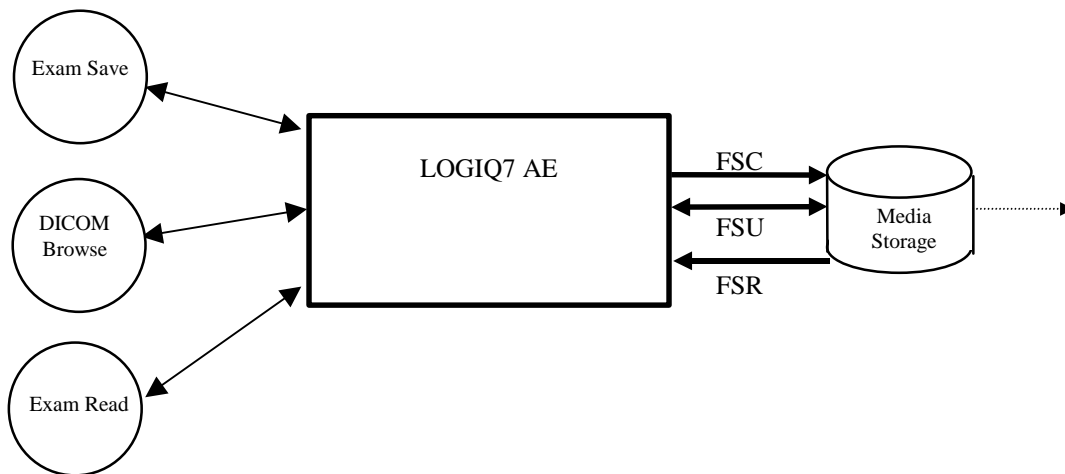 Exam Save
DICOM
Browse
Exam Read
LOGIQ7 AE
FSC
FSU
FSR
Media
Storage